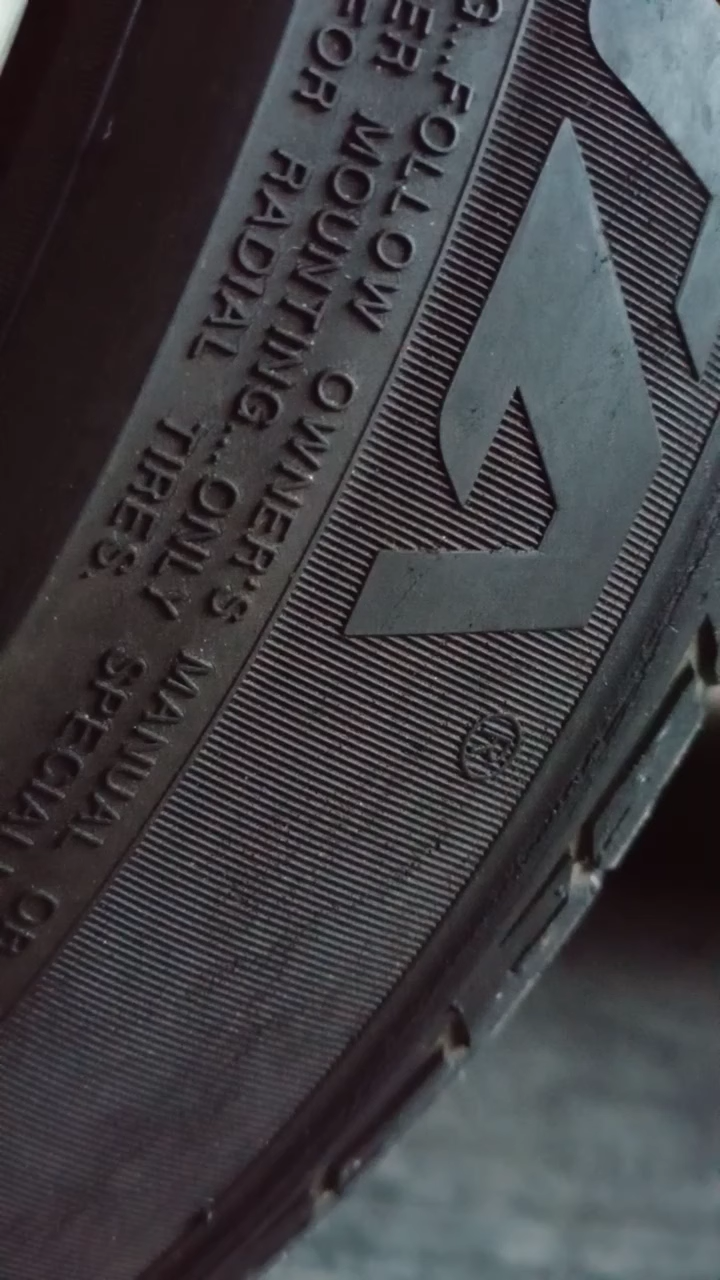 G...FOLLOW OWNER'S MANUAL OR
ER MOUNTING...ONLY SPECIAL
FOR RADIAL TIRES.
®